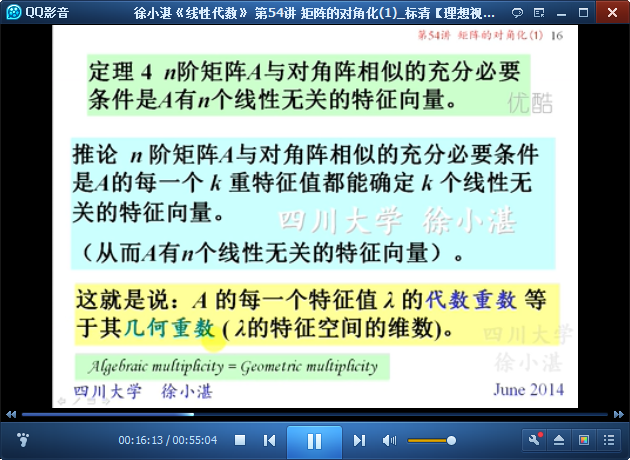 QQ影音
徐小湛《线性代数》 第54讲 矩阵的对角化(1)_标清【理想视...
第54讲 矩阵的对角化(1) 16
定理 4 n阶矩阵A与对角阵相似的充分必要
条件是A有n个线性无关的特征向量。
优酷
推论 n 阶矩阵A与对角阵相似的充分必要条件
是A的每一个 k 重特征值都能确定 k 个线性无
关的特征向量。
四川大学 徐小湛
（从而A有n个线性无关的特征向量）。
这就是说：A 的每一个特征值 λ 的代数重数 等
于其几何重数 ( λ的特征空间的维数)。
四川大学
徐小湛
Algebraic multiplicity = Geometric multiplicity
四川大学 徐小湛
June 2014
00:16:13 / 00:55:04